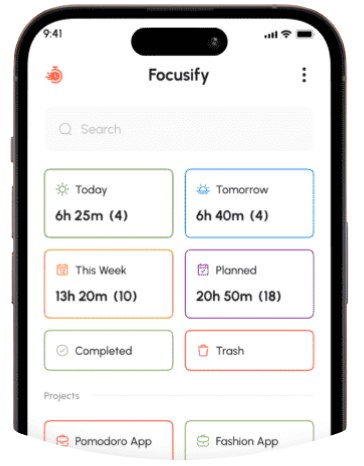 9:41
Focusify
Search
Today
6h 25m (4)
Tomorrow
6h 40m (4)
This Week
13h 20m (10)
Planned
20h 50m (18)
Completed
Trash
Projects
Pomodoro App
Fashion App